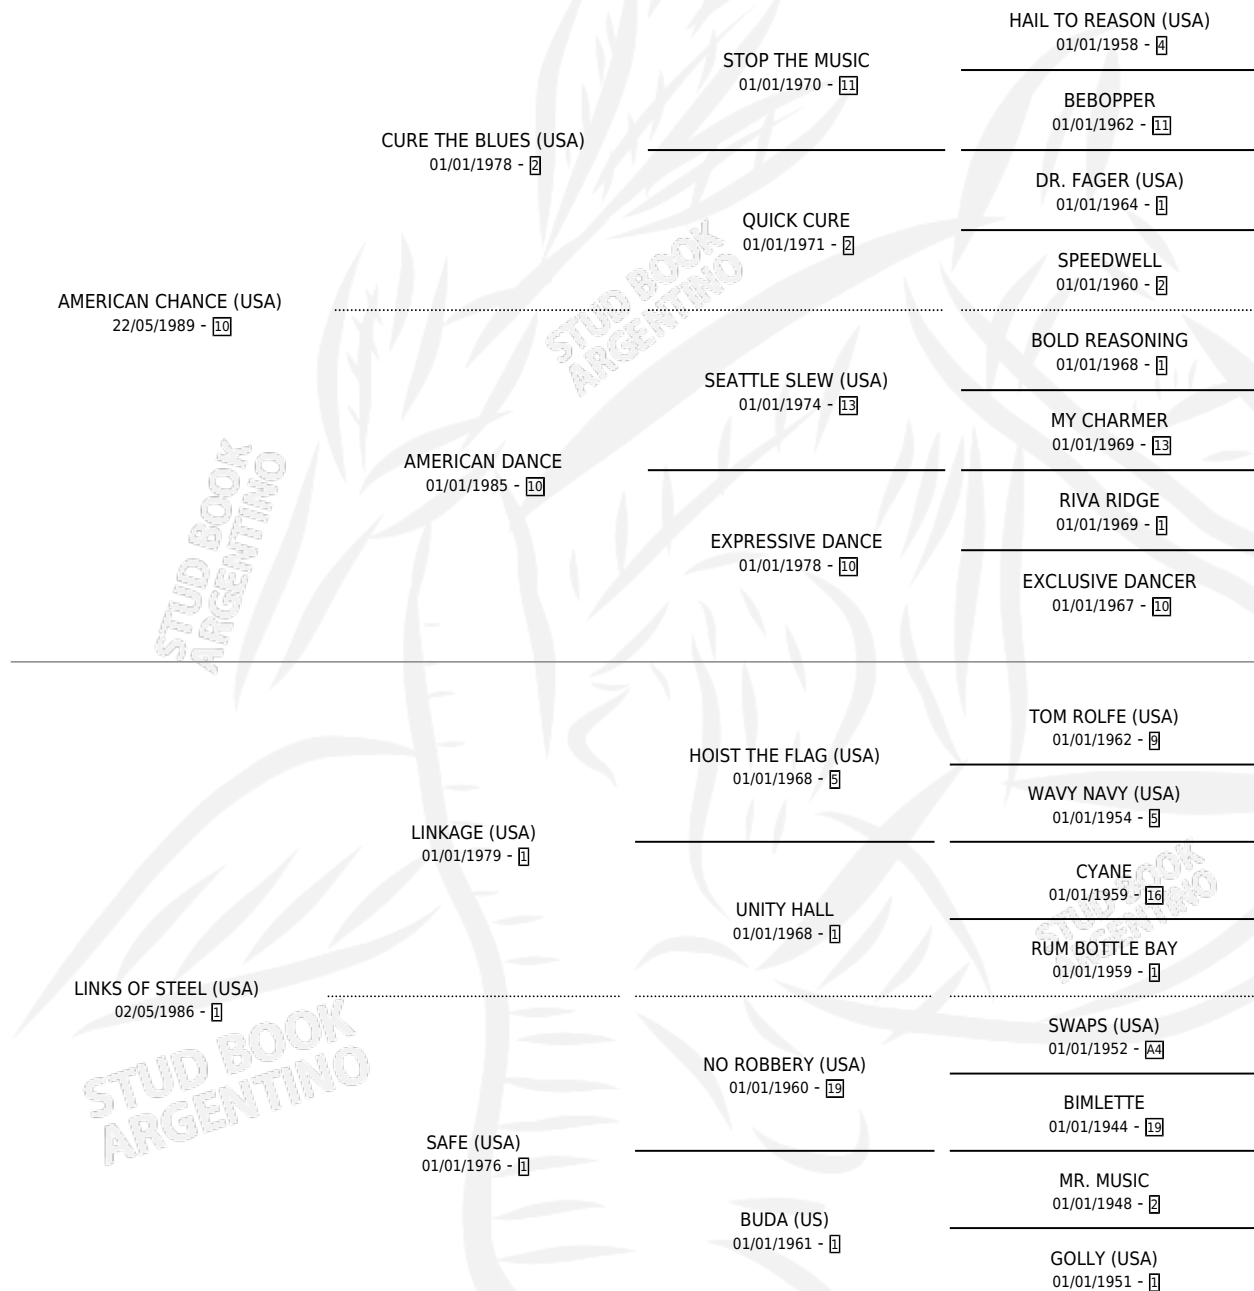 HAIL TO REASON (USA)
01/01/1958 - 4
STOP THE MUSIC
01/01/1970 - 11
BEBOPPER
01/01/1962 - 11
CURE THE BLUES (USA)
01/01/1978 - 2
DR. FAGER (USA)
01/01/1964 - 1
QUICK CURE
01/01/1971 - 2
SPEEDWELL
01/01/1960 - 2
AMERICAN CHANCE (USA)
22/05/1989 - 10
BOLD REASONING
01/01/1968 - 1
SEATTLE SLEW (USA)
01/01/1974 - 13
MY CHARMER
01/01/1969 - 13
AMERICAN DANCE
01/01/1985 - 10
RIVA RIDGE
01/01/1969 - 1
EXPRESSIVE DANCE
01/01/1978 - 10
EXCLUSIVE DANCER
01/01/1967 - 10
TOM ROLFE (USA)
01/01/1962 - 9
HOIST THE FLAG (USA)
01/01/1968 - 5
WAVY NAVY (USA)
01/01/1954 - 5
LINKAGE (USA)
01/01/1979 - 1
CYANE
01/01/1959 - 16
UNITY HALL
01/01/1968 - 1
RUM BOTTLE BAY
01/01/1959 - 1
LINKS OF STEEL (USA)
02/05/1986 - 1
SWAPS (USA)
01/01/1952 - A4
NO ROBBERY (USA)
01/01/1960 - 19
BIMLETTE
01/01/1944 - 19
SAFE (USA)
01/01/1976 - 1
MR. MUSIC
01/01/1948 - 2
BUDA (US)
01/01/1961 - 1
GOLLY (USA)
01/01/1951 - 1
STUD BOOK
ARGENTINO
STUD BOOK
ARGENTINO
STUD BOOK
ARGENTINO
STUD BOOK
ARGENTINO